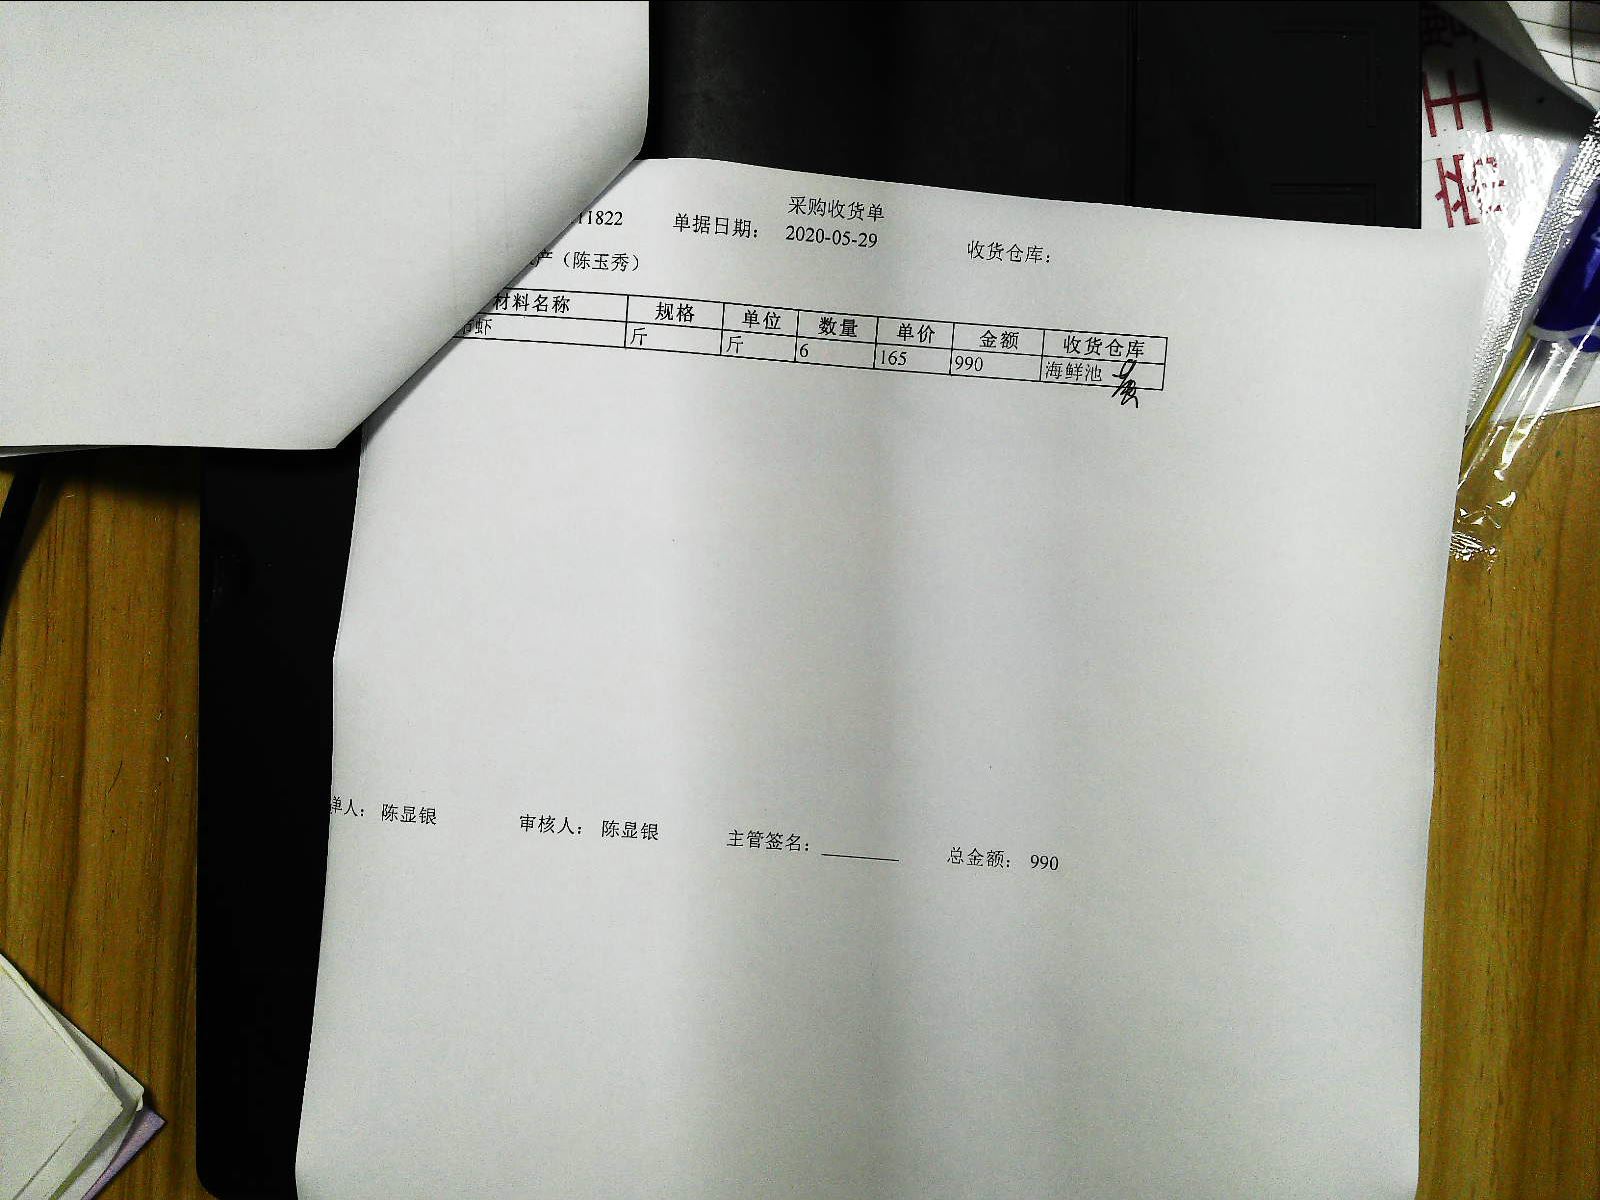 采购收货单
11822 单据日期： 2020-05-29 收货仓库：
产（陈玉秀）
材料名称 规格 单位 数量 单价 金额 收货仓库
虾 斤 斤 6 165 990 海鲜池
单人： 陈显银 审核人： 陈显银 主管签名： 总金额： 990